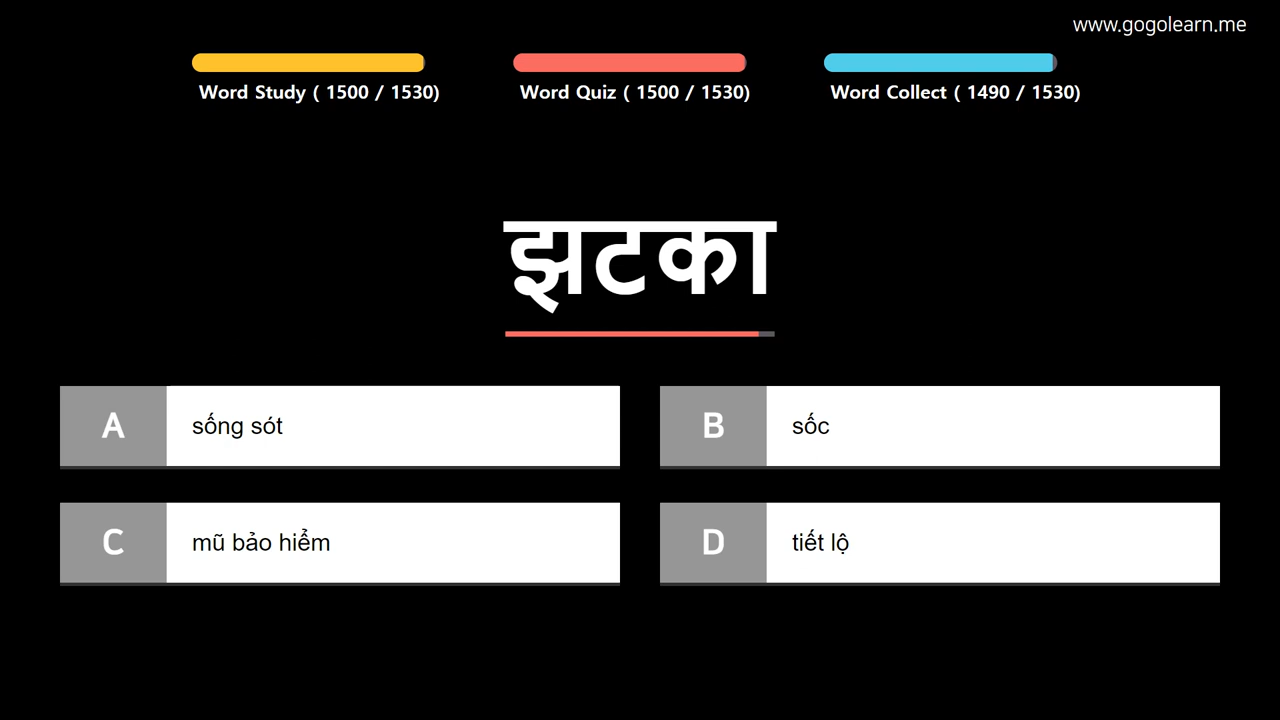 www.gogolearn.me
Word Study ( 1500 / 1530)
Word Quiz ( 1500 / 1530)
Word Collect ( 1490 / 1530)
झटका
A
sống sót
B
sốc
C
mũ bảo hiểm
D
tiết lộ